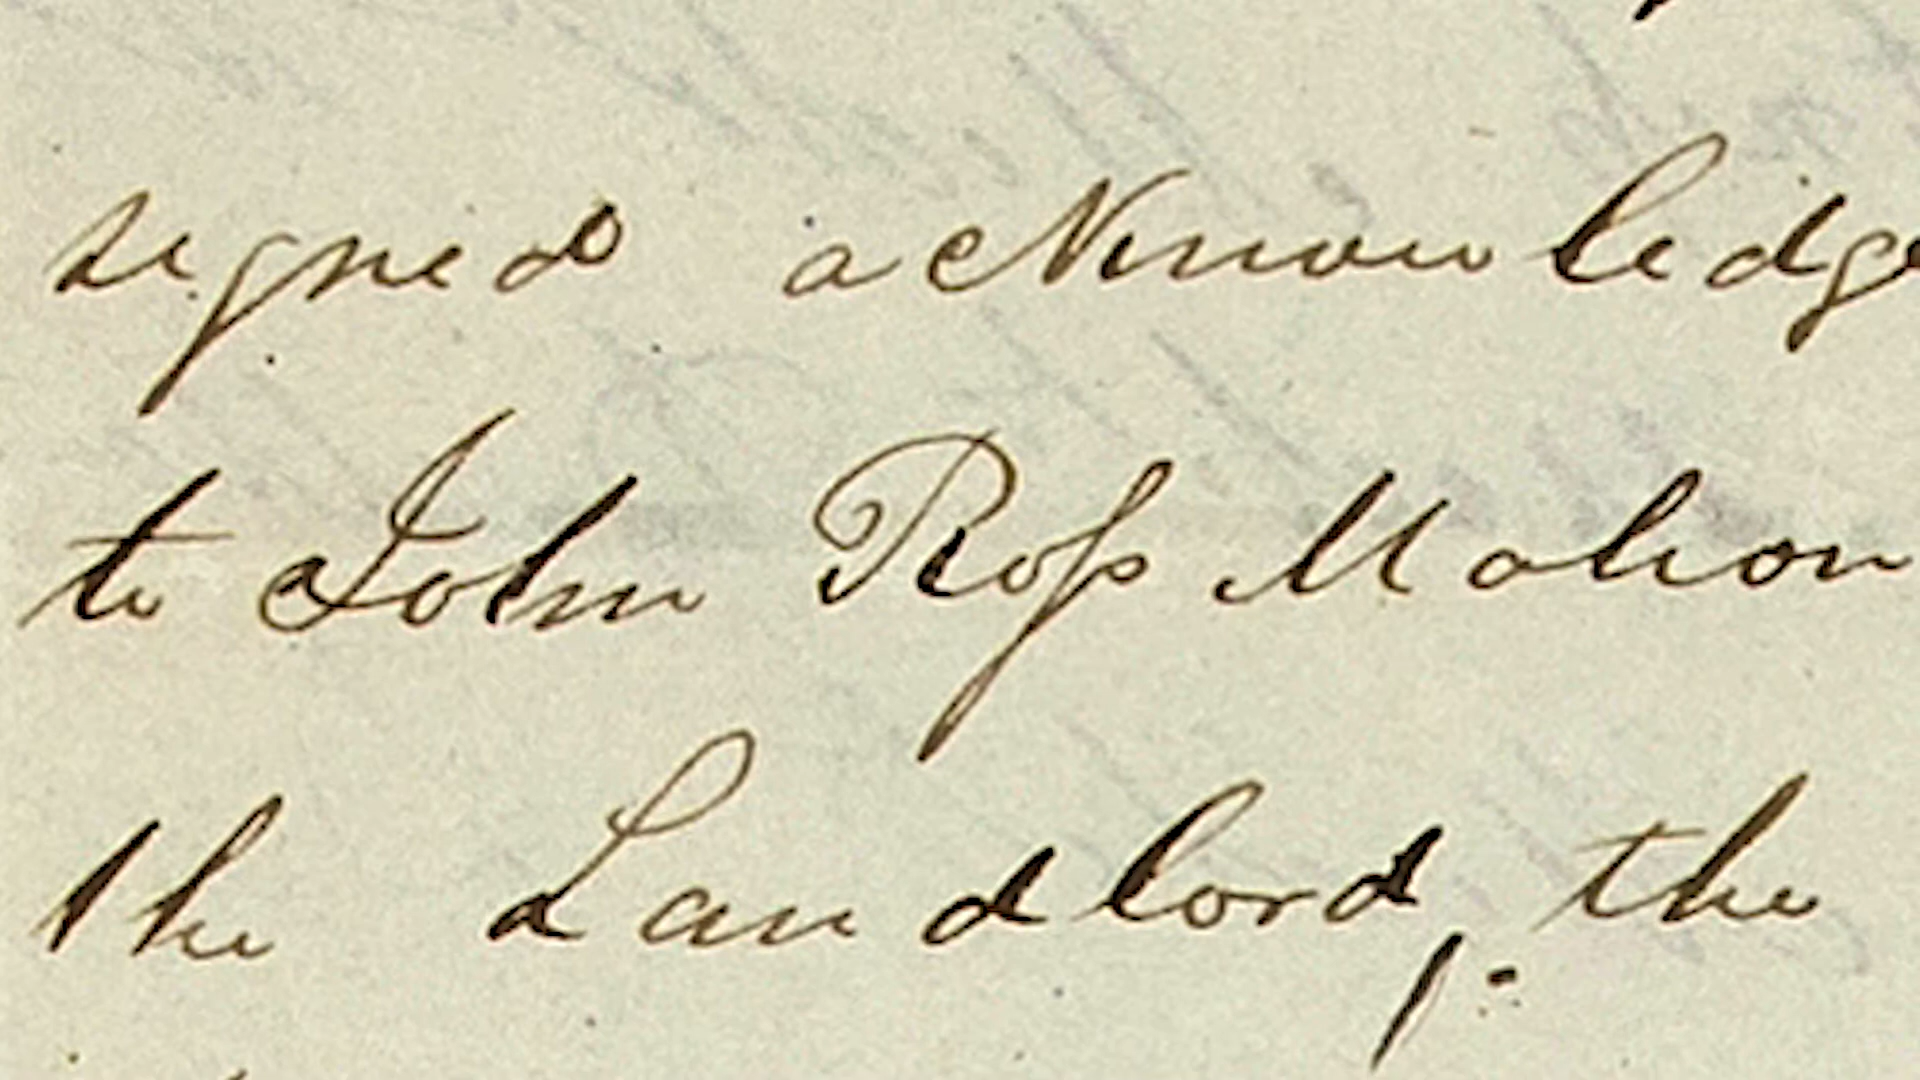 signed acKnowledge
to John Ross Mahon
the Landlord, the